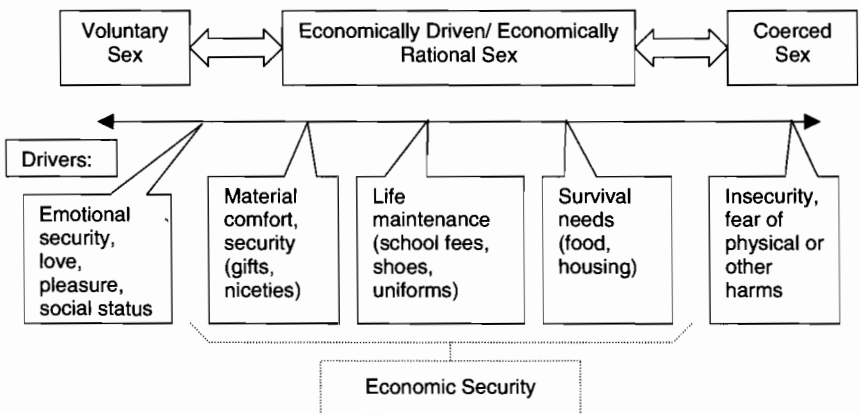 Voluntary
Sex
Economically Driven/ Economically
Rational Sex
Coerced
Sex
Drivers:
Emotional
security,
love,
pleasure,
social status
Material
comfort,
security
(gifts,
niceties)
Life
maintenance
(school fees,
shoes,
uniforms)
Survival
needs
(food,
housing)
Insecurity,
fear of
physical or
other
harms
Economic Security